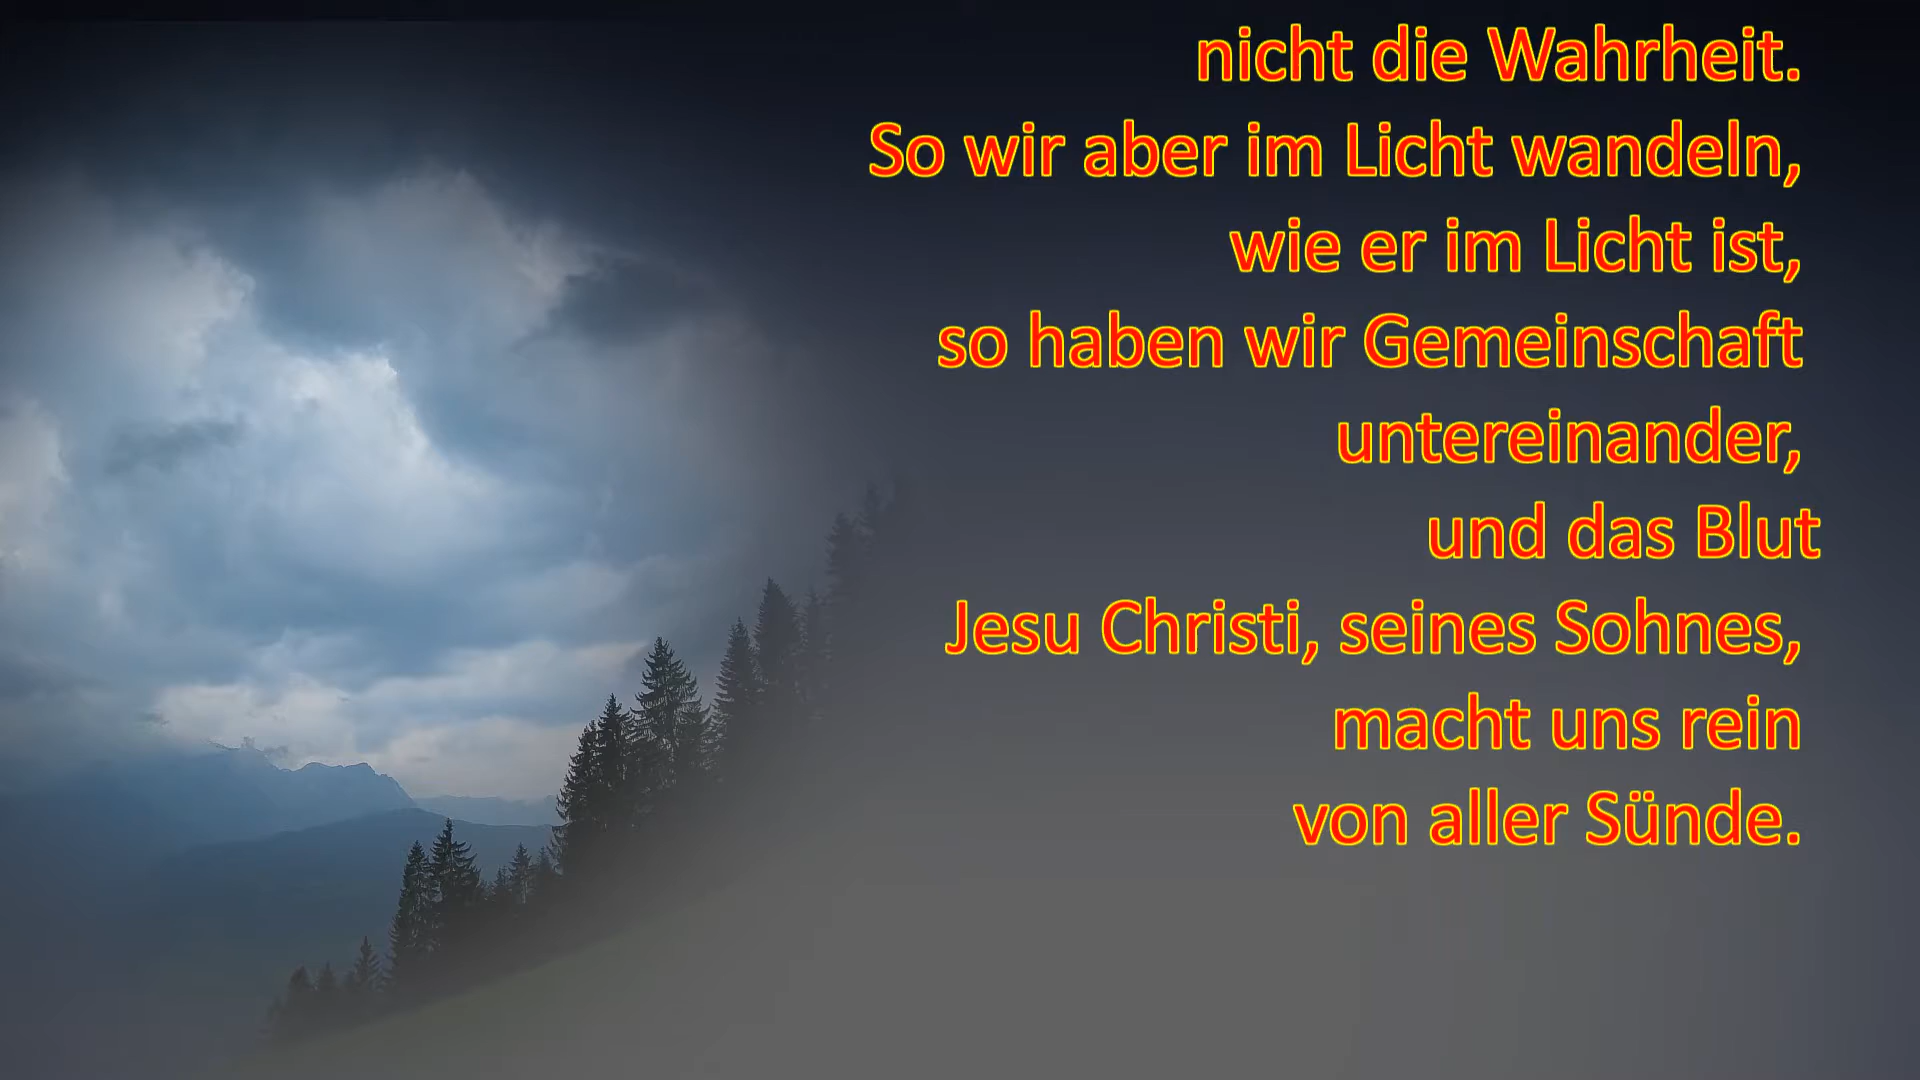 nicht die Wahrheit.
So wir aber im Licht wandeln,
wie er im Licht ist,
so haben wir Gemeinschaft
untereinander,
und das Blut
Jesu Christi, seines Sohnes,
macht uns rein
von aller Sünde.